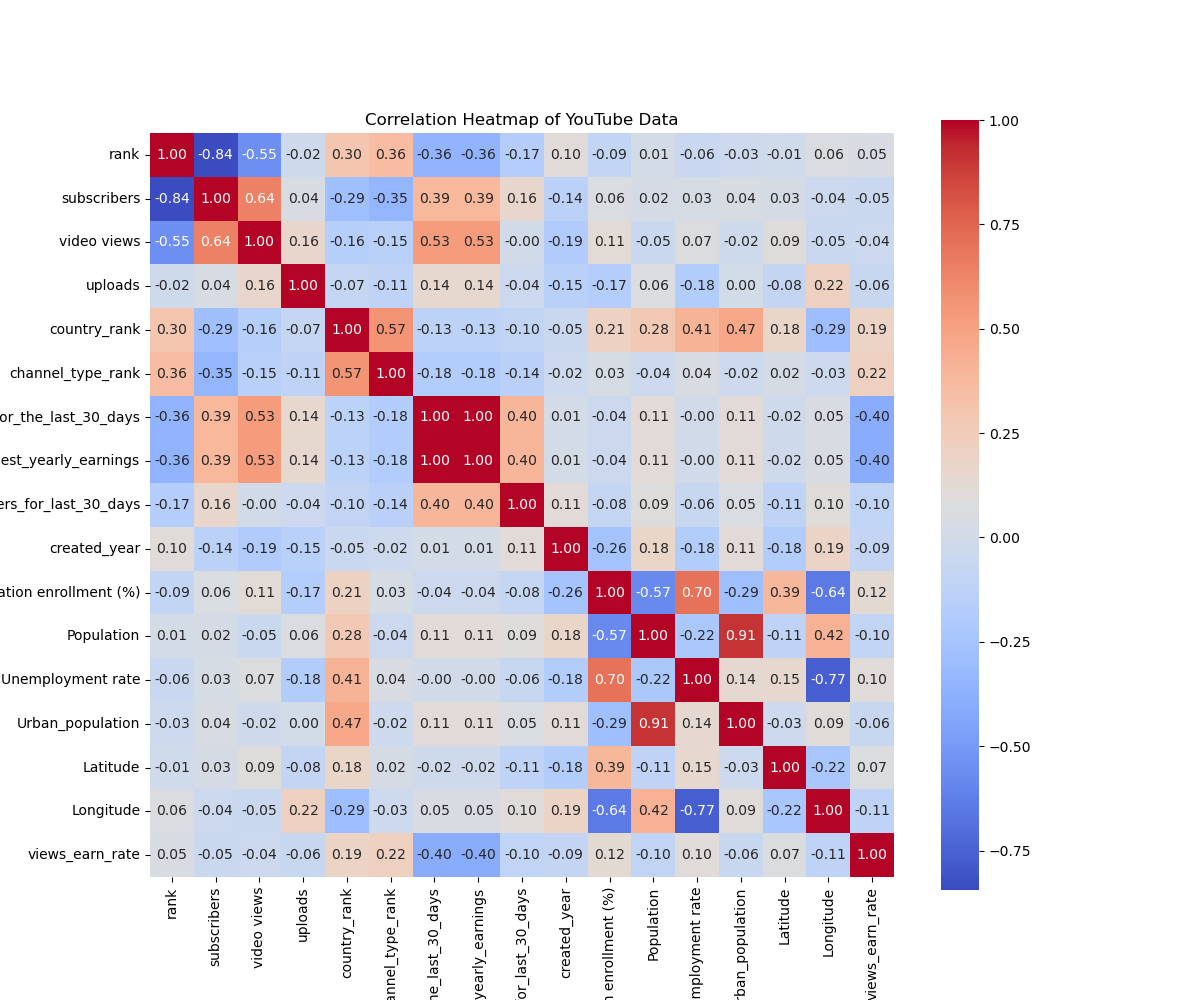 Correlation Heatmap of YouTube Data
rank 1.00 -0.84 -0.55 -0.02 0.30 0.36 -0.36 -0.36 -0.17 0.10 -0.09 0.01 -0.06 -0.03 -0.01 0.06 0.05
subscribers -0.84 1.00 0.64 0.04 -0.29 -0.35 0.39 0.39 0.16 -0.14 0.06 0.02 0.03 0.04 0.03 -0.04 -0.05
video views -0.55 0.64 1.00 0.16 -0.16 -0.15 0.53 0.53 -0.00 -0.19 0.11 -0.05 0.07 -0.02 0.09 -0.05 -0.04
uploads -0.02 0.04 0.16 1.00 -0.07 -0.11 0.14 0.14 -0.04 -0.15 -0.17 0.06 -0.18 0.00 -0.08 0.22 -0.06
country_rank 0.30 -0.29 -0.16 -0.07 1.00 0.57 -0.13 -0.13 -0.10 -0.05 0.21 0.28 0.41 0.47 0.18 -0.29 0.19
channel_type_rank 0.36 -0.35 -0.15 -0.11 0.57 1.00 -0.18 -0.18 -0.14 -0.02 0.03 -0.04 0.04 -0.02 0.02 -0.03 0.22
or_the_last_30_days -0.36 0.39 0.53 0.14 -0.13 -0.18 1.00 1.00 0.40 0.01 -0.04 0.11 -0.00 0.11 -0.02 0.05 -0.40
est_yearly_earnings -0.36 0.39 0.53 0.14 -0.13 -0.18 1.00 1.00 0.40 0.01 -0.04 0.11 -0.00 0.11 -0.02 0.05 -0.40
ers_for_last_30_days -0.17 0.16 -0.00 -0.04 -0.10 -0.14 0.40 0.40 1.00 0.11 -0.08 0.09 -0.06 0.05 -0.11 0.10 -0.10
created_year 0.10 -0.14 -0.19 -0.15 -0.05 -0.02 0.01 0.01 0.11 1.00 -0.26 0.18 -0.18 0.11 -0.18 0.19 -0.09
ation enrollment (%) -0.09 0.06 0.11 -0.17 0.21 0.03 -0.04 -0.04 -0.08 -0.26 1.00 -0.57 0.70 -0.29 0.39 -0.64 0.12
Population 0.01 0.02 -0.05 0.06 0.28 -0.04 0.11 0.11 0.09 0.18 -0.57 1.00 -0.22 0.91 -0.11 0.42 -0.10
Unemployment rate -0.06 0.03 0.07 -0.18 0.41 0.04 -0.00 -0.00 -0.06 -0.18 0.70 -0.22 1.00 0.14 0.15 -0.77 0.10
Urban_population -0.03 0.04 -0.02 0.00 0.47 -0.02 0.11 0.11 0.05 0.11 -0.29 0.91 0.14 1.00 -0.03 0.09 -0.06
Latitude -0.01 0.03 0.09 -0.08 0.18 0.02 -0.02 -0.02 -0.11 -0.18 0.39 -0.11 0.15 -0.03 1.00 -0.22 0.07
Longitude 0.06 -0.04 -0.05 0.22 -0.29 -0.03 0.05 0.05 0.10 0.19 -0.64 0.42 -0.77 0.09 -0.22 1.00 -0.11
views_earn_rate 0.05 -0.05 -0.04 -0.06 0.19 0.22 -0.40 -0.40 -0.10 -0.09 0.12 -0.10 0.10 -0.06 0.07 -0.11 1.00
rank
subscribers
video views
uploads
country_rank
annel_type_rank
ne_last_30_days
yearly_earnings
for_last_30_days
created_year
n enrollment (%)
Population
mployment rate
rban_population
Latitude
Longitude
views_earn_rate
1.00
0.75
0.50
0.25
0.00
−0.25
−0.50
−0.75